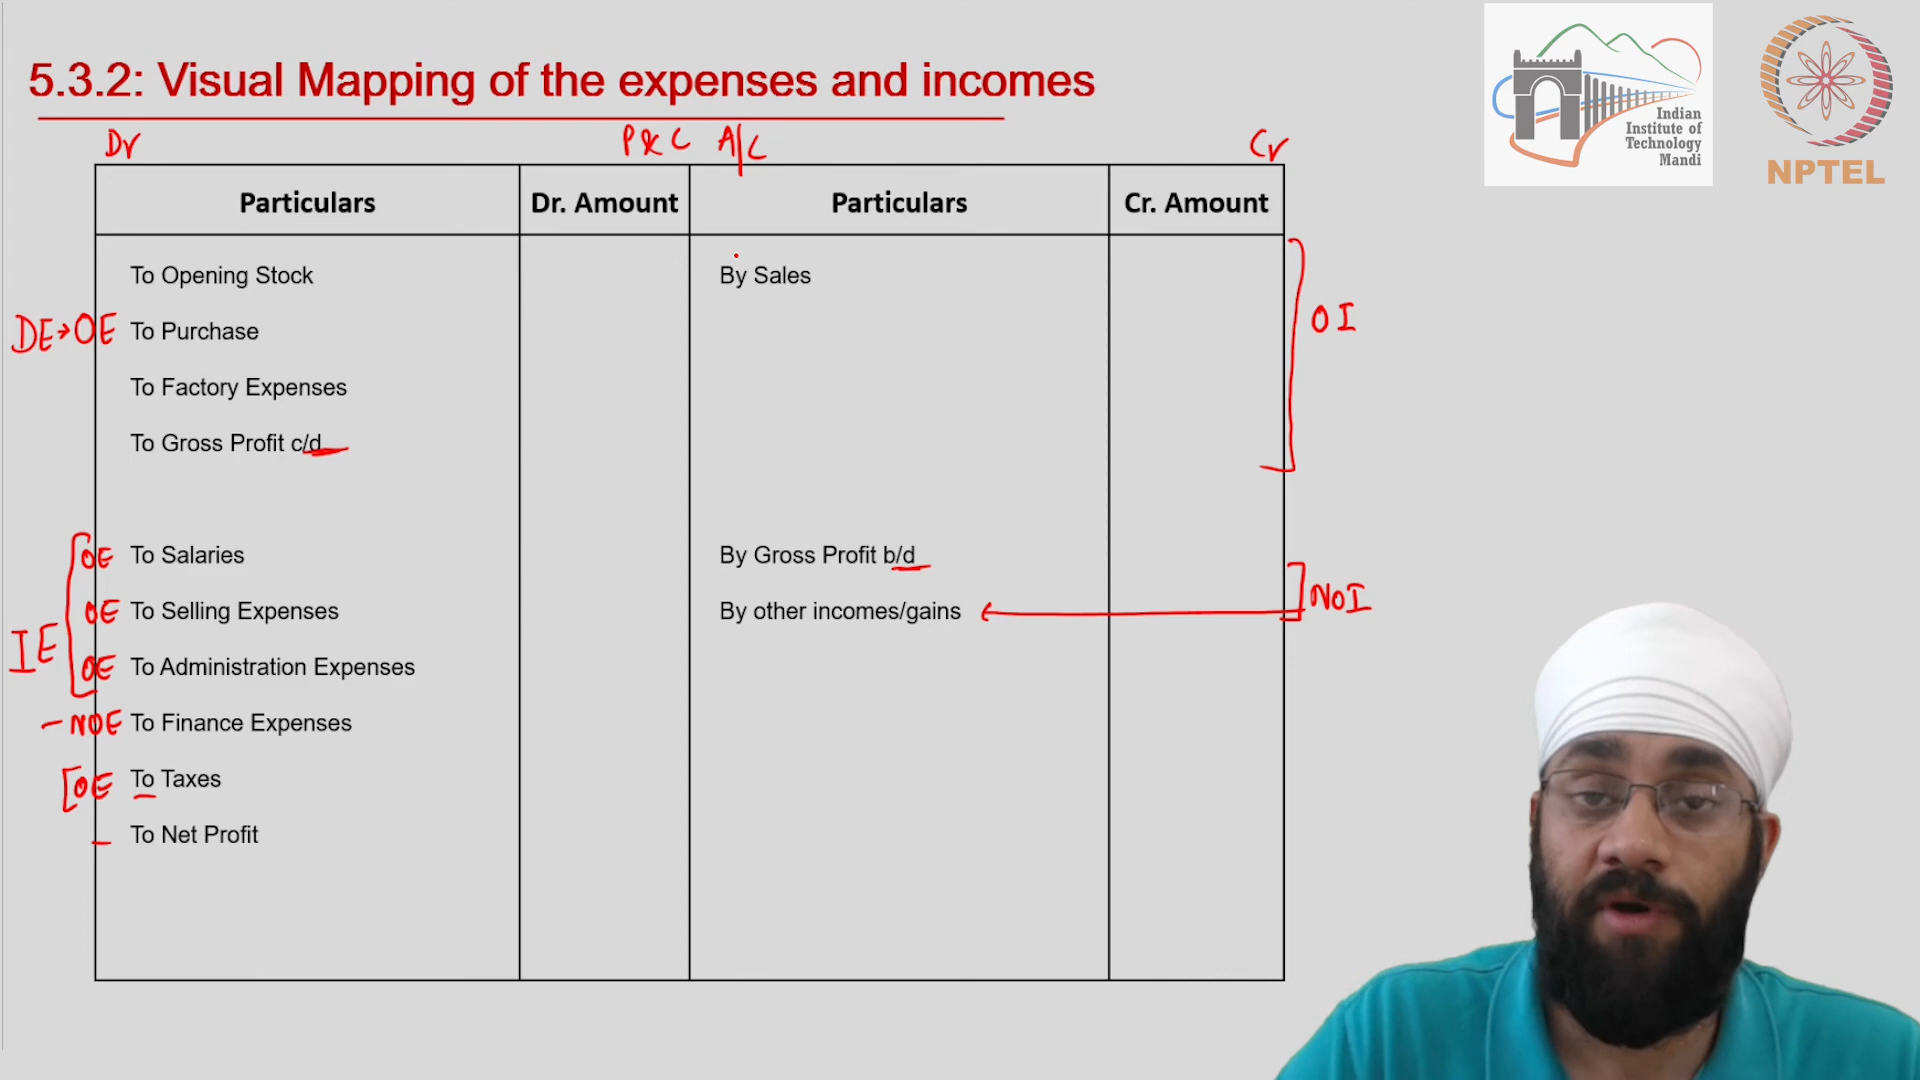 5.3.2: Visual Mapping of the expenses and incomes
Indian
Institute of
Technology
Mandi
NPTEL
Dr P & L A/C Cr
Particulars Dr. Amount Particulars Cr. Amount
To Opening Stock By Sales
OI
DE→OE To Purchase
To Factory Expenses
To Gross Profit c/d
OE To Salaries By Gross Profit b/d
OE To Selling Expenses By other incomes/gains NOI
IE
OE To Administration Expenses
- NOE To Finance Expenses
OE To Taxes
To Net Profit